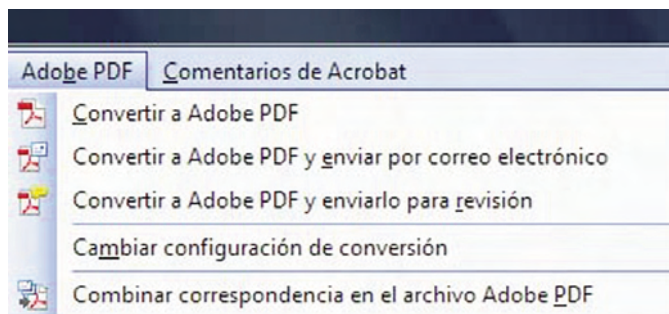 Adobe PDF Comentarios de Acrobat
Convertir a Adobe PDF
Convertir a Adobe PDF y enviar por correo electrónico
Convertir a Adobe PDF y enviarlo para revisión
Cambiar configuración de conversión
Combinar correspondencia en el archivo Adobe PDF